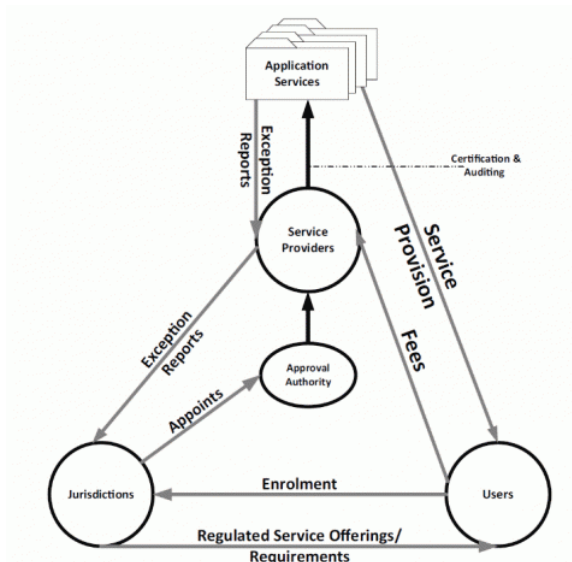 Application
Services
Exception
Reports
Certification &
Auditing
Service
Providers
Service
Provision
Fees
Exception
Reports
Approval
Authority
Appoints
Jurisdictions
Enrolment
Users
Regulated Service Offerings/
Requirements